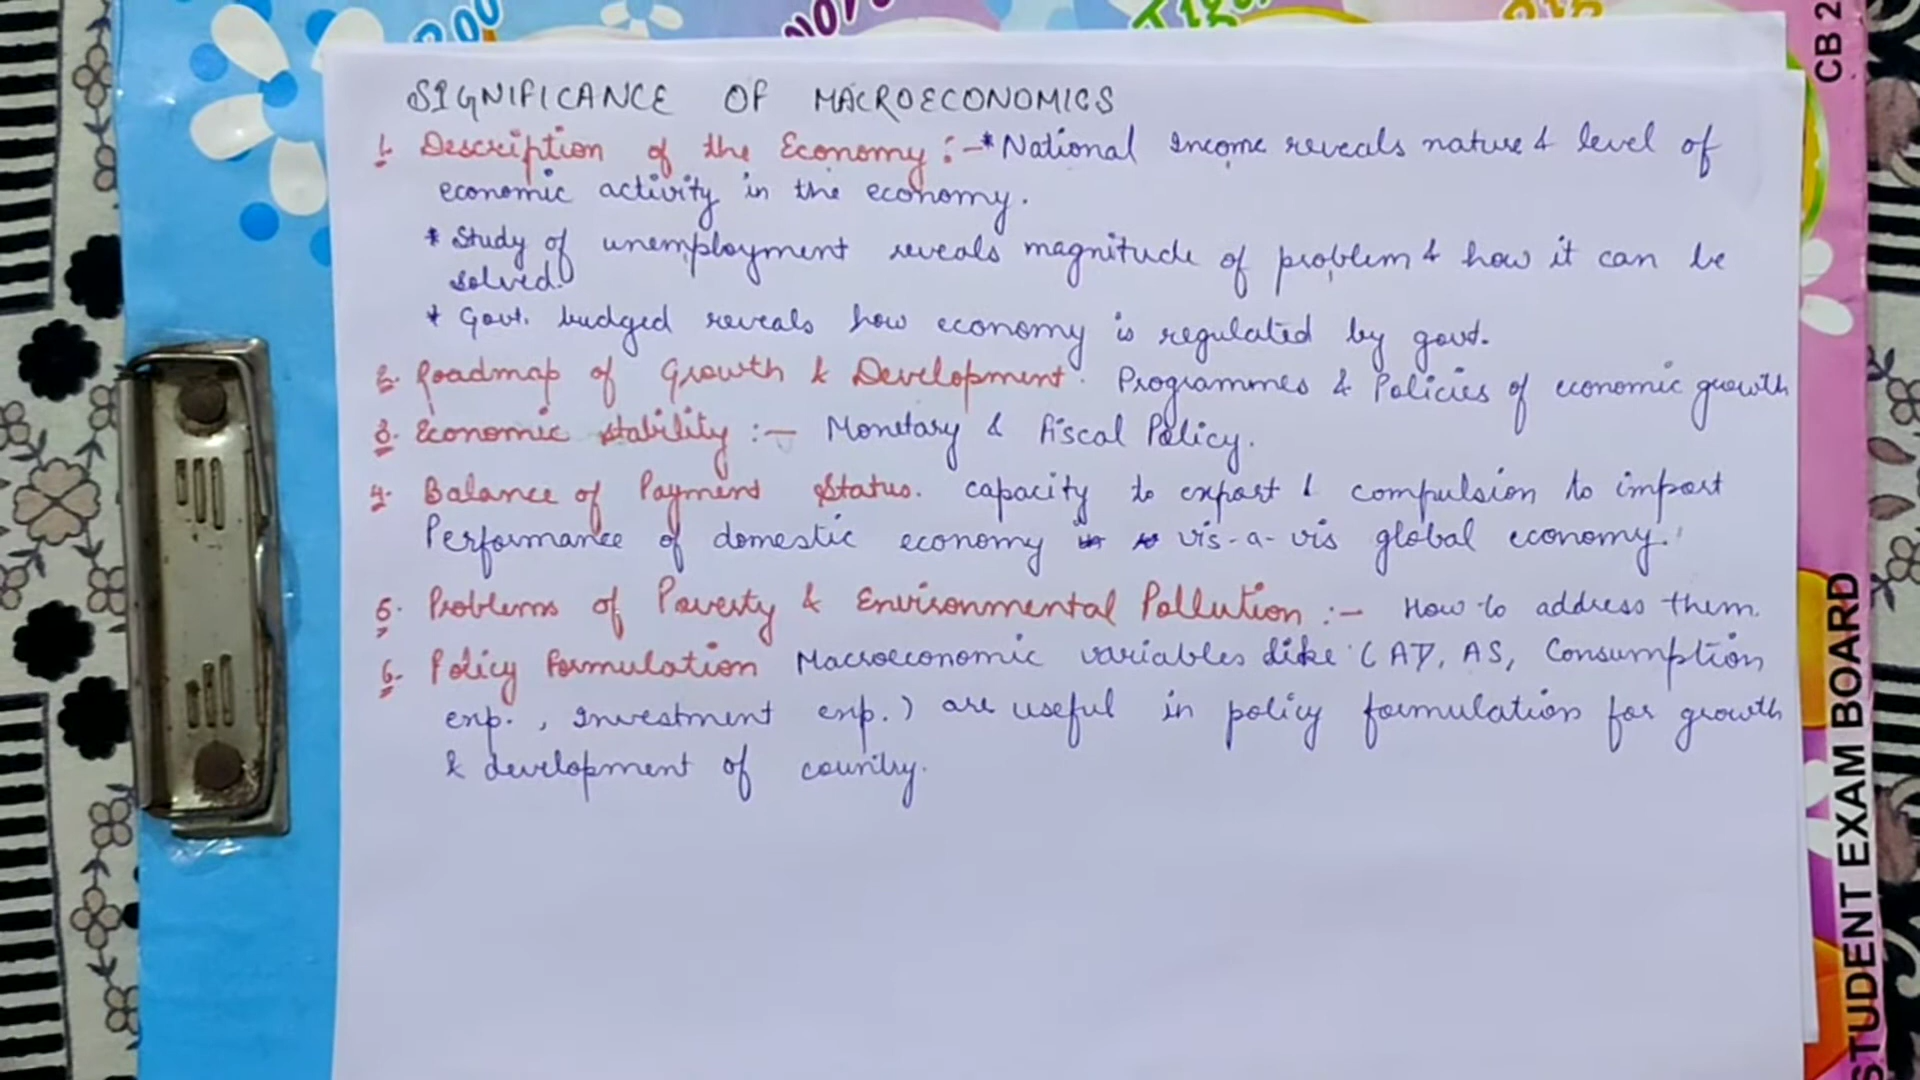 SIGNIFICANCE OF MACROECONOMICS
1. Description of the Economy :-* National Income reveals nature & level of
economic activity in the economy.
* Study of unemployment reveals magnitude of problem & how it can be
solved.
* Govt. budged reveals how economy is regulated by govt.
2. Roadmap of Growth & Development. Programmes & Policies of economic growth
3. Economic stability :- Monetary & Fiscal Policy.
4. Balance of Payment Status. capacity to export & compulsion to import
Performance of domestic economy vis-a-vis global economy.
5. Problems of Poverty & Environmental Pollution :- How to address them.
6. Policy Formulation Macroeconomic variables like (AD, AS, Consumption
exp., Investment exp.) are useful in policy formulation for growth
& development of country.
CB 2
STUDENT EXAM BOARD